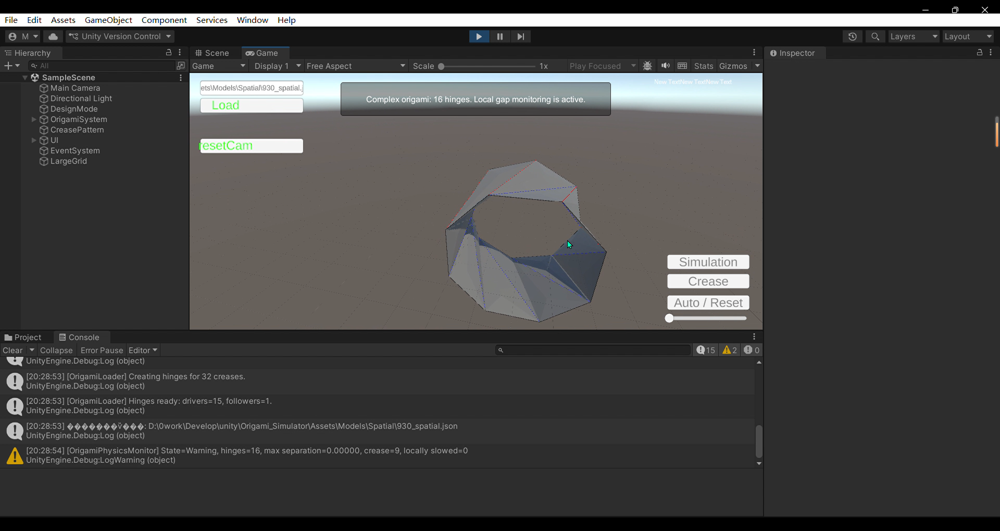 File Edit Assets GameObject Component Services Window Help
M Unity Version Control Layers Layout
Hierarchy
All
SampleScene
Main Camera
Directional Light
DesignMode
OrigamiSystem
CreasePattern
UI
EventSystem
LargeGrid
Scene Game
Game Display 1 Free Aspect Scale 1x Play Focused Stats Gizmos
ets\Models\Spatial\930_spatial.j
Load
resetCam
Complex origami: 16 hinges. Local gap monitoring is active.
New TextNew TextNew Text
Simulation
Crease
Auto / Reset
Inspector
Project Console
Clear Collapse Error Pause Editor 15 2 0
UnityEngine.Debug:Log (object)
[20:28:53] [OrigamiLoader] Creating hinges for 32 creases.
UnityEngine.Debug:Log (object)
[20:28:53] [OrigamiLoader] Hinges ready: drivers=15, followers=1.
UnityEngine.Debug:Log (object)
[20:28:53] : D:\0work\Develop\unity\Origami_Simulator\Assets\Models\Spatial\930_spatial.json
UnityEngine.Debug:Log (object)
[20:28:54] [OrigamiPhysicsMonitor] State=Warning, hinges=16, max separation=0.00000, crease=9, locally slowed=0
UnityEngine.Debug:LogWarning (object)